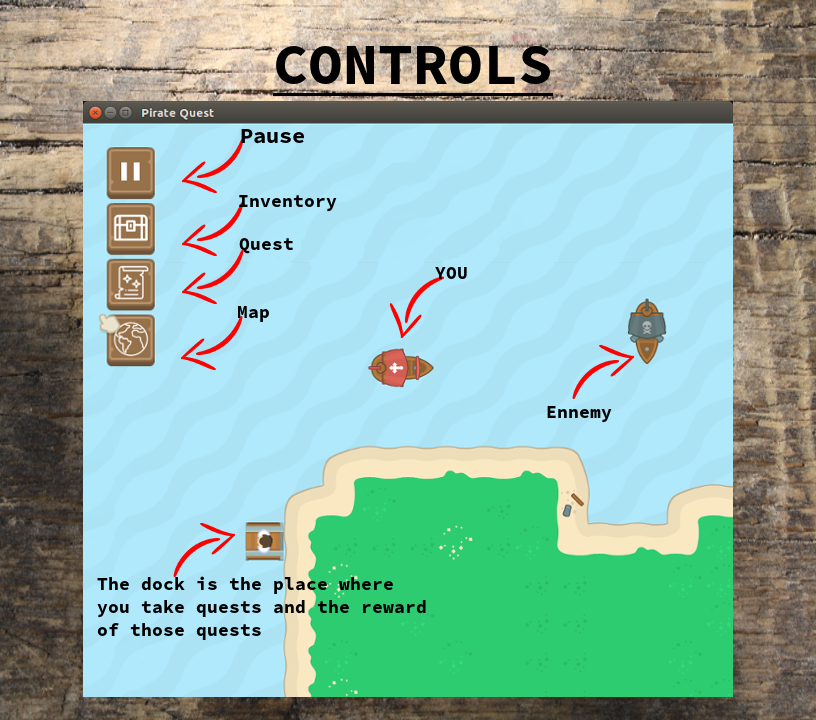 CONTROLS
Pirate Quest
Pause
Inventory
Quest
Map
YOU
Ennemy
The dock is the place where
you take quests and the reward
of those quests